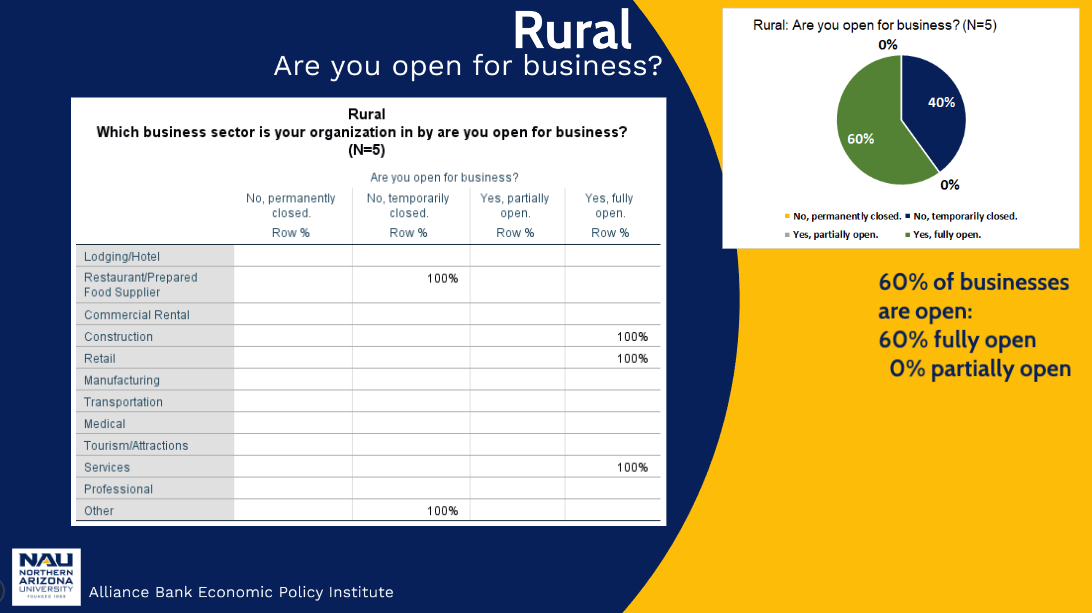 Rural
Are you open for business?
Rural
Which business sector is your organization in by are you open for business?
(N=5)
Are you open for business?
No, permanently closed. No, temporarily closed. Yes, partially open. Yes, fully open.
Row % Row % Row % Row %
Lodging/Hotel
Restaurant/Prepared Food Supplier 100%
Commercial Rental
Construction 100%
Retail 100%
Manufacturing
Transportation
Medical
Tourism/Attractions
Services 100%
Professional
Other 100%
Rural: Are you open for business? (N=5)
0%
40%
60%
0%
No, permanently closed. No, temporarily closed.
Yes, partially open. Yes, fully open.
60% of businesses
are open:
60% fully open
0% partially open
NAU
NORTHERN
ARIZONA
UNIVERSITY
FOUNDED 1899
Alliance Bank Economic Policy Institute